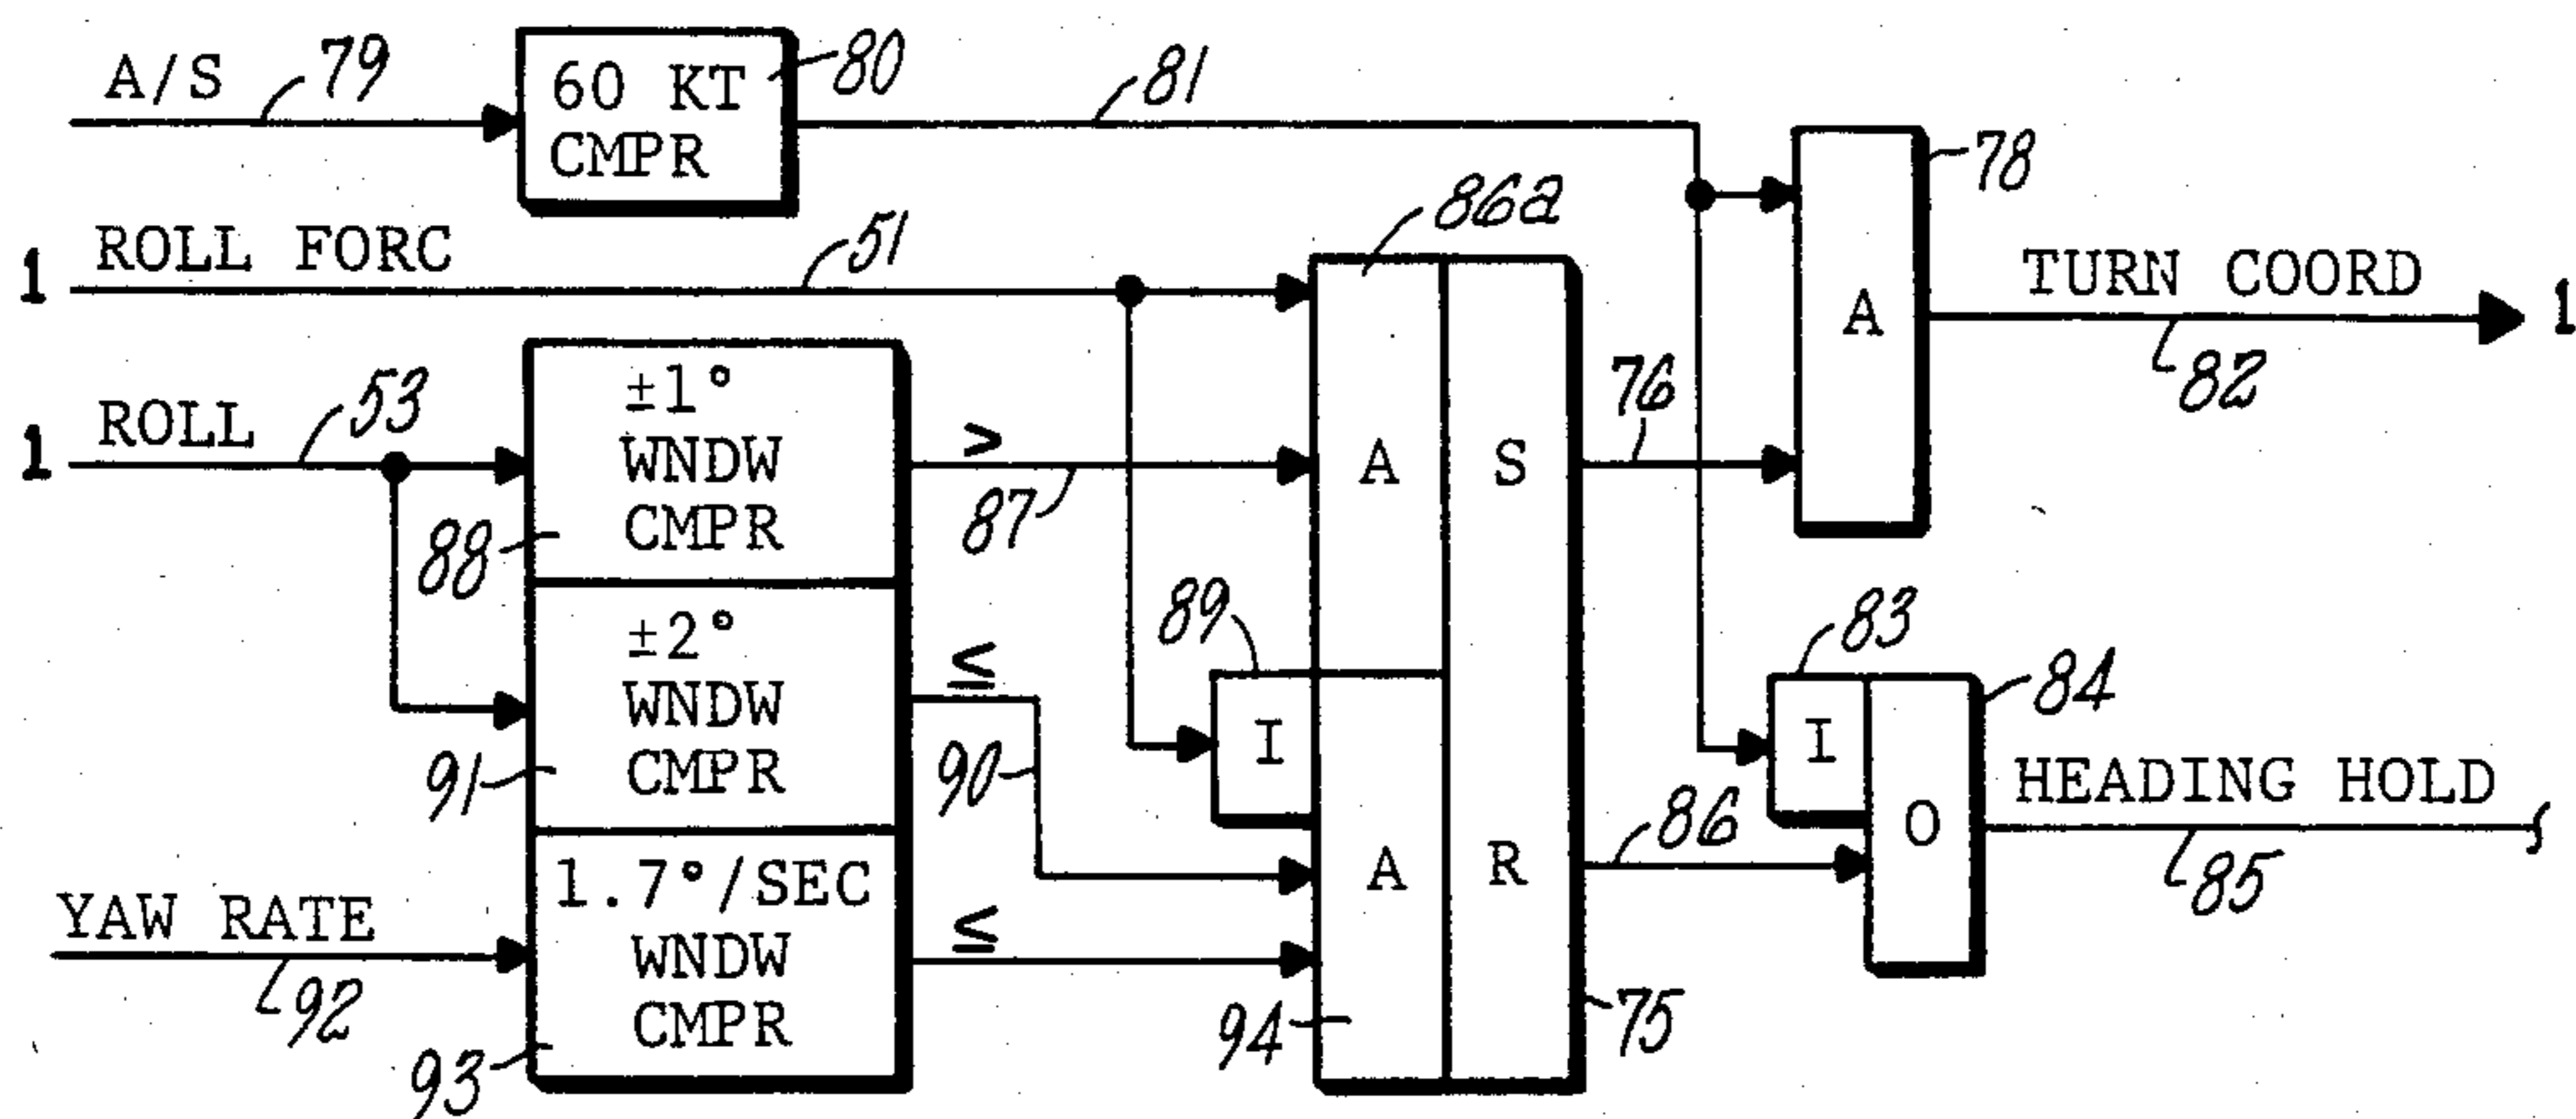 A/S
79
60 KT
CMPR
80
81
78
A
1 ROLL FORC
51
86a
TURN COORD
1
82
1 ROLL
53
±1°
WNDW
CMPR
88
>
87
A
S
76
±2°
WNDW
CMPR
91
≤
90
89
I
83
I
84
O
HEADING HOLD
85
YAW RATE
92
1.7°/SEC
WNDW
CMPR
93
≤
A
94
R
86
75